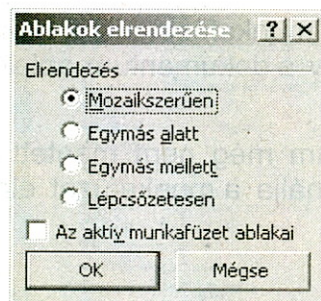 Ablakok elrendezése
Elrendezés
Mozaikszerűen
Egymás alatt
Egymás mellett
Lépcsőzetesen
Az aktív munkafüzet ablakai
OK Mégse